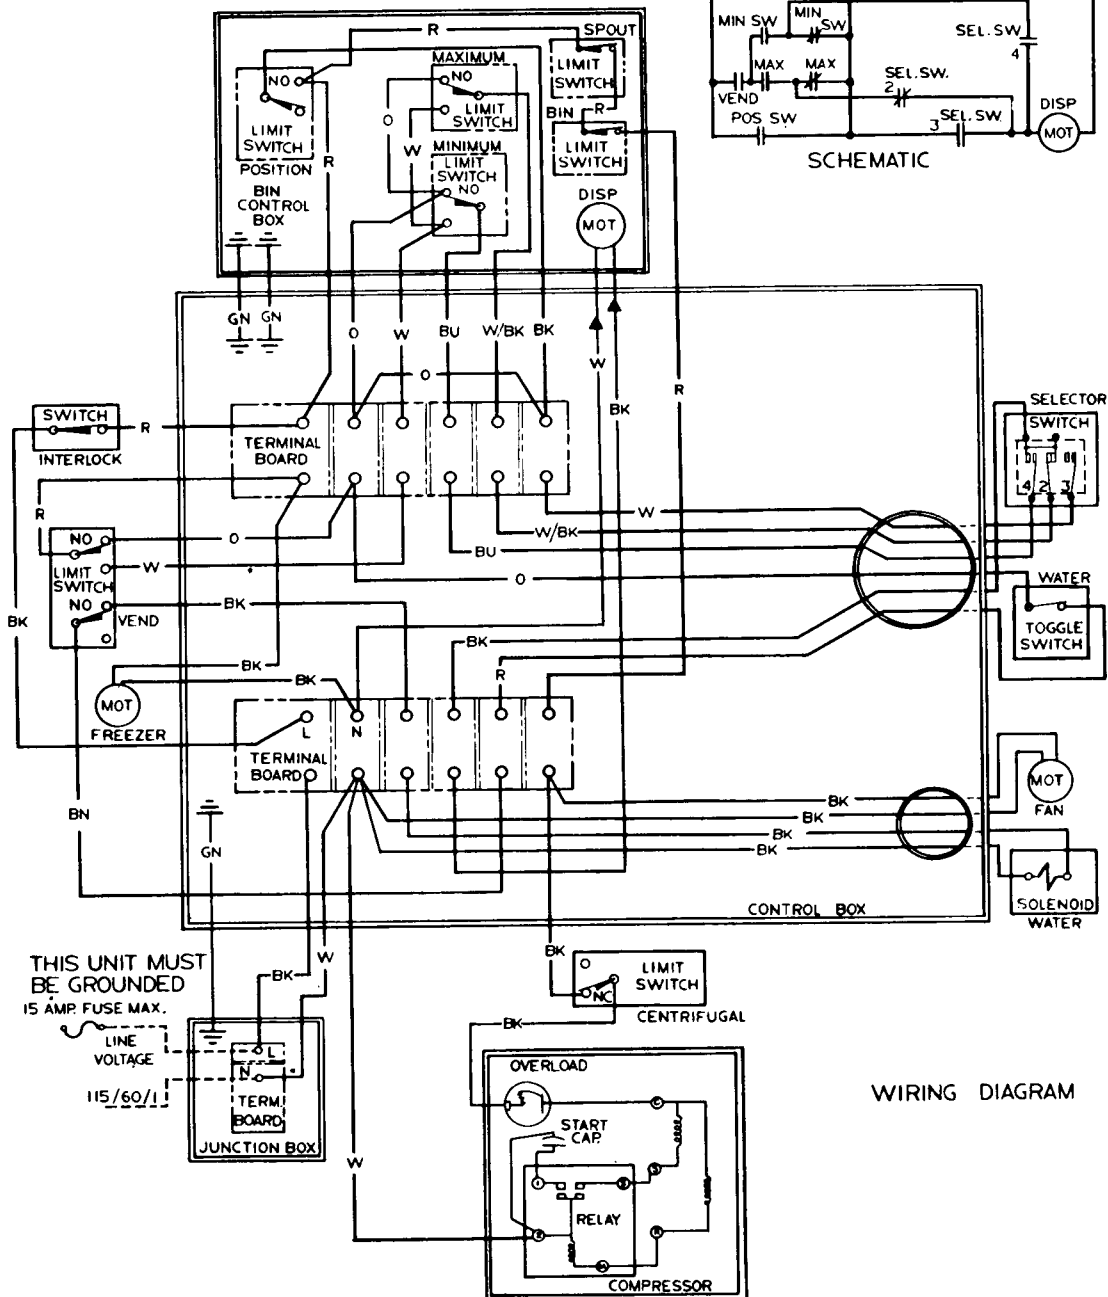 R
SPOUT
LIMIT
SWITCH
MAXIMUM
NO
LIMIT
SWITCH
NO
LIMIT
SWITCH
POSITION
BIN
CONTROL
BOX
O
W
R
MINIMUM
LIMIT
SWITCH
NO
BIN
R
LIMIT
SWITCH
DISP
MOT
MIN SW
MIN
SW
SEL. SW
4
MAX
MAX
SEL. SW.
2
VEND
POS SW
3
SEL. SW
DISP
MOT
SCHEMATIC
GN
GN
O
W
BU
W/BK
BK
W
BK
R
O
SWITCH
INTERLOCK
R
TERMINAL
BOARD
SELECTOR
SWITCH
4
2
3
R
BK
NO
LIMIT
SWITCH
NO
VEND
O
W
BK
W
W/BK
BU
O
WATER
TOGGLE
SWITCH
BK
BK
BK
R
MOT
FREEZER
L
N
TERMINAL
BOARD
BN
GN
BK
BK
BK
BK
MOT
FAN
SOLENOID
WATER
CONTROL BOX
W
BK
BK
THIS UNIT MUST
BE GROUNDED
15 AMP. FUSE MAX.
LINE
VOLTAGE
115/60/1
L
N
TERM.
BOARD
JUNCTION BOX
LIMIT
SWITCH
NC
CENTRIFUGAL
BK
W
OVERLOAD
START
CAP.
C
S
1
RELAY
2
R
M
COMPRESSOR
WIRING DIAGRAM